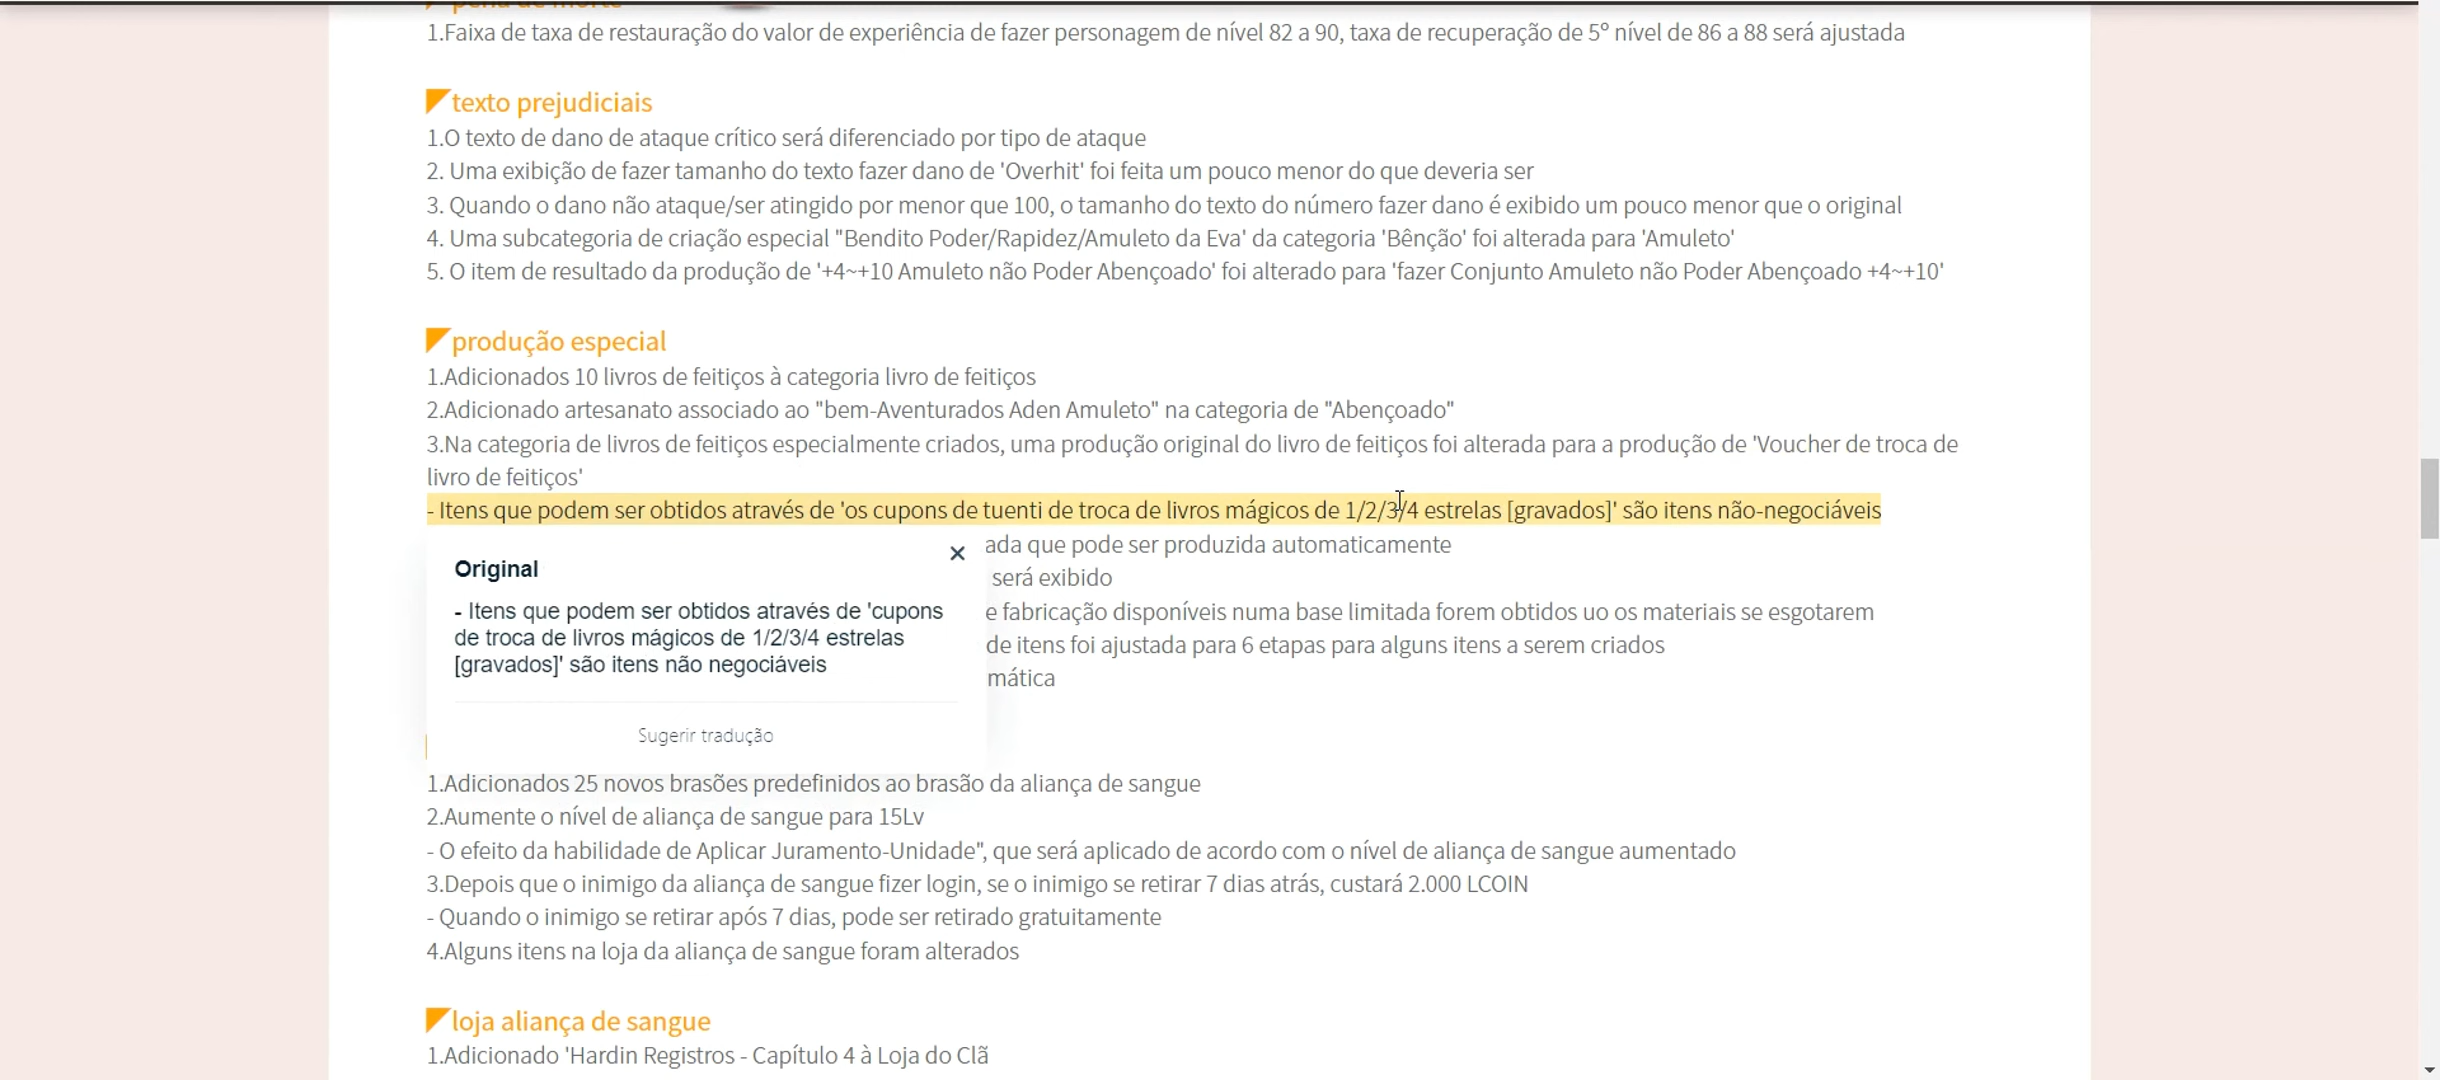 1.Faixa de taxa de restauração do valor de experiência de fazer personagem de nível 82 a 90, taxa de recuperação de 5º nível de 86 a 88 será ajustada
texto prejudiciais
1.O texto de dano de ataque crítico será diferenciado por tipo de ataque
2. Uma exibição de fazer tamanho do texto fazer dano de 'Overhit' foi feita um pouco menor do que deveria ser
3. Quando o dano não ataque/ser atingido por menor que 100, o tamanho do texto do número fazer dano é exibido um pouco menor que o original
4. Uma subcategoria de criação especial "Bendito Poder/Rapidez/Amuleto da Eva' da categoria 'Bênção' foi alterada para 'Amuleto'
5. O item de resultado da produção de '+4~+10 Amuleto não Poder Abençoado' foi alterado para 'fazer Conjunto Amuleto não Poder Abençoado +4~+10'
produção especial
1.Adicionados 10 livros de feitiços à categoria livro de feitiços
2.Adicionado artesanato associado ao "bem-Aventurados Aden Amuleto" na categoria de "Abençoado"
3.Na categoria de livros de feitiços especialmente criados, uma produção original do livro de feitiços foi alterada para a produção de 'Voucher de troca de
livro de feitiços'
- Itens que podem ser obtidos através de 'os cupons de tuenti de troca de livros mágicos de 1/2/3/4 estrelas [gravados]' são itens não-negociáveis
ada que pode ser produzida automaticamente
será exibido
e fabricação disponíveis numa base limitada forem obtidos uo os materiais se esgotarem
de itens foi ajustada para 6 etapas para alguns itens a serem criados
mática
Original
- Itens que podem ser obtidos através de 'cupons
de troca de livros mágicos de 1/2/3/4 estrelas
[gravados]' são itens não negociáveis
Sugerir tradução
1.Adicionados 25 novos brasões predefinidos ao brasão da aliança de sangue
2.Aumente o nível de aliança de sangue para 15Lv
- O efeito da habilidade de Aplicar Juramento-Unidade", que será aplicado de acordo com o nível de aliança de sangue aumentado
3.Depois que o inimigo da aliança de sangue fizer login, se o inimigo se retirar 7 dias atrás, custará 2.000 LCOIN
- Quando o inimigo se retirar após 7 dias, pode ser retirado gratuitamente
4.Alguns itens na loja da aliança de sangue foram alterados
loja aliança de sangue
1.Adicionado 'Hardin Registros - Capítulo 4 à Loja do Clã